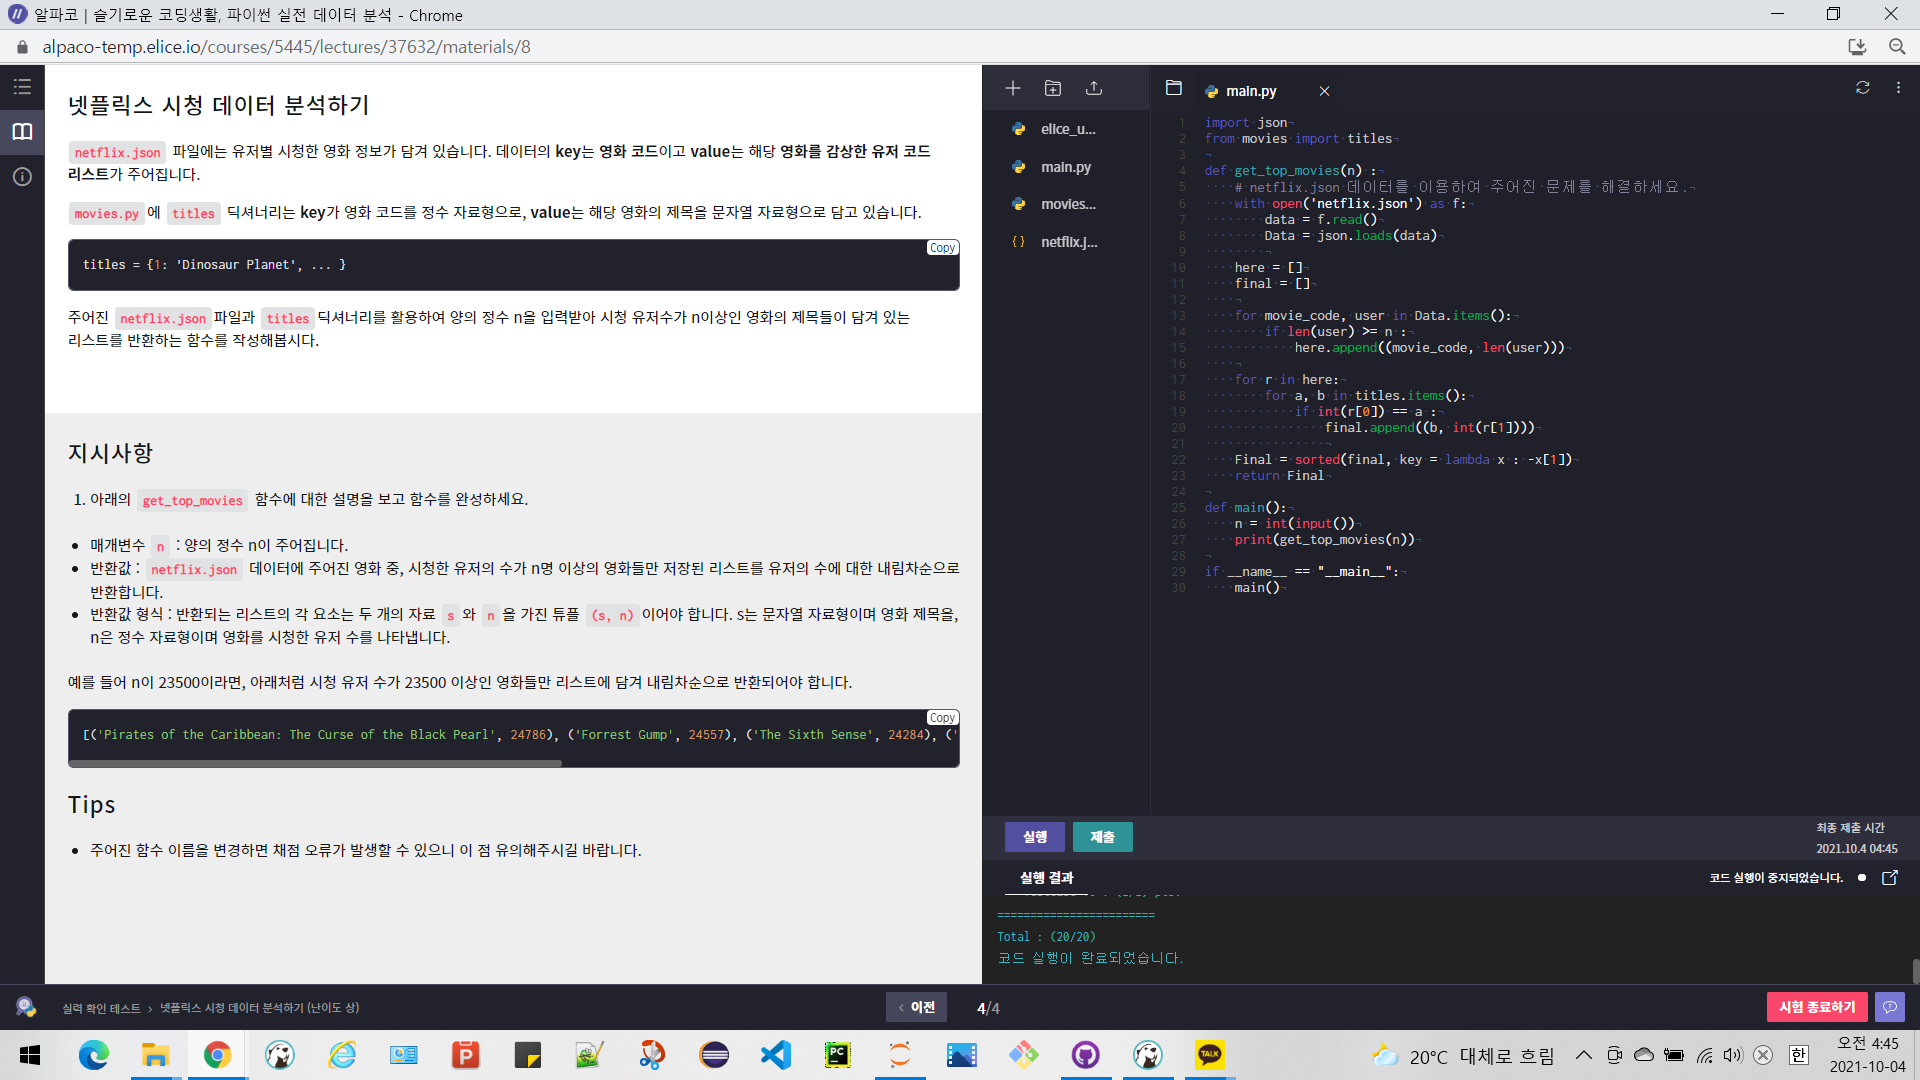 알파코 | 슬기로운 코딩생활, 파이썬 실전 데이터 분석 - Chrome
alpaco-temp.elice.io/courses/5445/lectures/37632/materials/8
넷플릭스 시청 데이터 분석하기
netflix.json 파일에는 유저별 시청한 영화 정보가 담겨 있습니다. 데이터의 key는 영화 코드이고 value는 해당 영화를 감상한 유저 코드
리스트가 주어집니다.
movies.py 에 titles 딕셔너리는 key가 영화 코드를 정수 자료형으로, value는 해당 영화의 제목을 문자열 자료형으로 담고 있습니다.
Copy
titles = {1: 'Dinosaur Planet', ... }
주어진 netflix.json 파일과 titles 딕셔너리를 활용하여 양의 정수 n을 입력받아 시청 유저수가 n이상인 영화의 제목들이 담겨 있는
리스트를 반환하는 함수를 작성해봅시다.
지시사항
1. 아래의 get_top_movies 함수에 대한 설명을 보고 함수를 완성하세요.
• 매개변수 n : 양의 정수 n이 주어집니다.
• 반환값 : netflix.json 데이터에 주어진 영화 중, 시청한 유저의 수가 n명 이상의 영화들만 저장된 리스트를 유저의 수에 대한 내림차순으로
반환합니다.
• 반환값 형식 : 반환되는 리스트의 각 요소는 두 개의 자료 s 와 n 을 가진 튜플 (s, n) 이어야 합니다. s는 문자열 자료형이며 영화 제목을,
n은 정수 자료형이며 영화를 시청한 유저 수를 나타냅니다.
예를 들어 n이 23500이라면, 아래처럼 시청 유저 수가 23500 이상인 영화들만 리스트에 담겨 내림차순으로 반환되어야 합니다.
Copy
[('Pirates of the Caribbean: The Curse of the Black Pearl', 24786), ('Forrest Gump', 24557), ('The Sixth Sense', 24284), ('
Tips
• 주어진 함수 이름을 변경하면 채점 오류가 발생할 수 있으니 이 점 유의해주시길 바랍니다.
elice_u...
main.py
movies...
{} netflix.j...
main.py
1 import json
2 from movies import titles
3
4 def get_top_movies(n) :
5 # netflix.json 데이터를 이용하여 주어진 문제를 해결하세요.
6 with open('netflix.json') as f:
7 data = f.read()
8 Data = json.loads(data)
9
10 here = []
11 final = []
12
13 for movie_code, user in Data.items():
14 if len(user) >= n :
15 here.append((movie_code, len(user)))
16
17 for r in here:
18 for a, b in titles.items():
19 if int(r[0]) == a :
20 final.append((b, int(r[1])))
21
22 Final = sorted(final, key = lambda x : -x[1])
23 return Final
24
25 def main():
26 n = int(input())
27 print(get_top_movies(n))
28
29 if __name__ == "__main__":
30 main()
실행
제출
최종 제출 시간
2021.10.4 04:45
실행 결과
코드 실행이 중지되었습니다.
========================
Total : (20/20)
코드 실행이 완료되었습니다.
실력 확인 테스트 > 넷플릭스 시청 데이터 분석하기 (난이도 상)
< 이전
4/4
시험 종료하기
20°C 대체로 흐림
한
오전 4:45
2021-10-04
PC
TALK